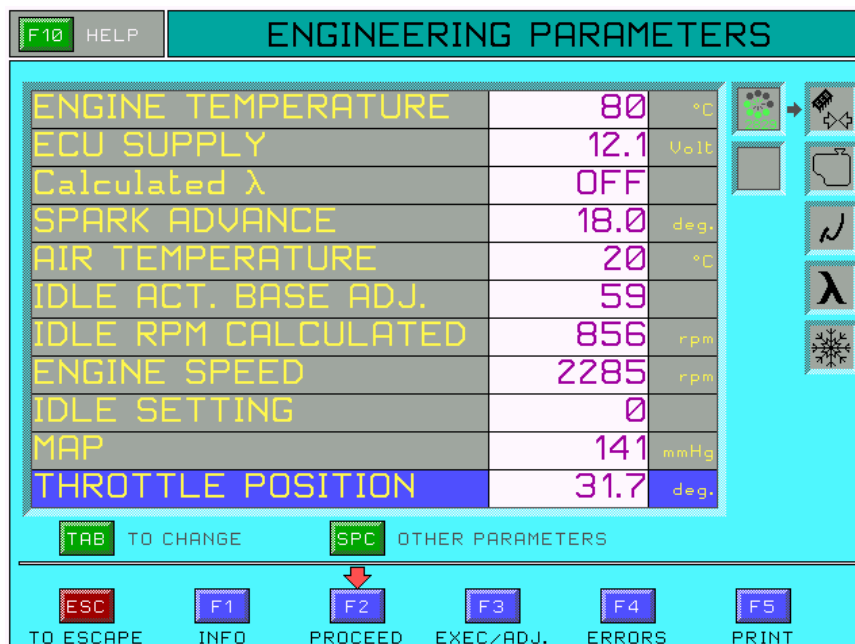 F10 HELP ENGINEERING PARAMETERS
ENGINE TEMPERATURE 80 °C
ECU SUPPLY 12.1 Volt
Calculated λ OFF
SPARK ADVANCE 18.0 deg.
AIR TEMPERATURE 20 °C
IDLE ACT. BASE ADJ. 59
IDLE RPM CALCULATED 856 rpm
ENGINE SPEED 2285 rpm
IDLE SETTING 0
MAP 141 mmHg
THROTTLE POSITION 31.7 deg.
λ
TAB TO CHANGE SPC OTHER PARAMETERS
ESC F1 F2 F3 F4 F5
TO ESCAPE INFO PROCEED EXEC/ADJ. ERRORS PRINT